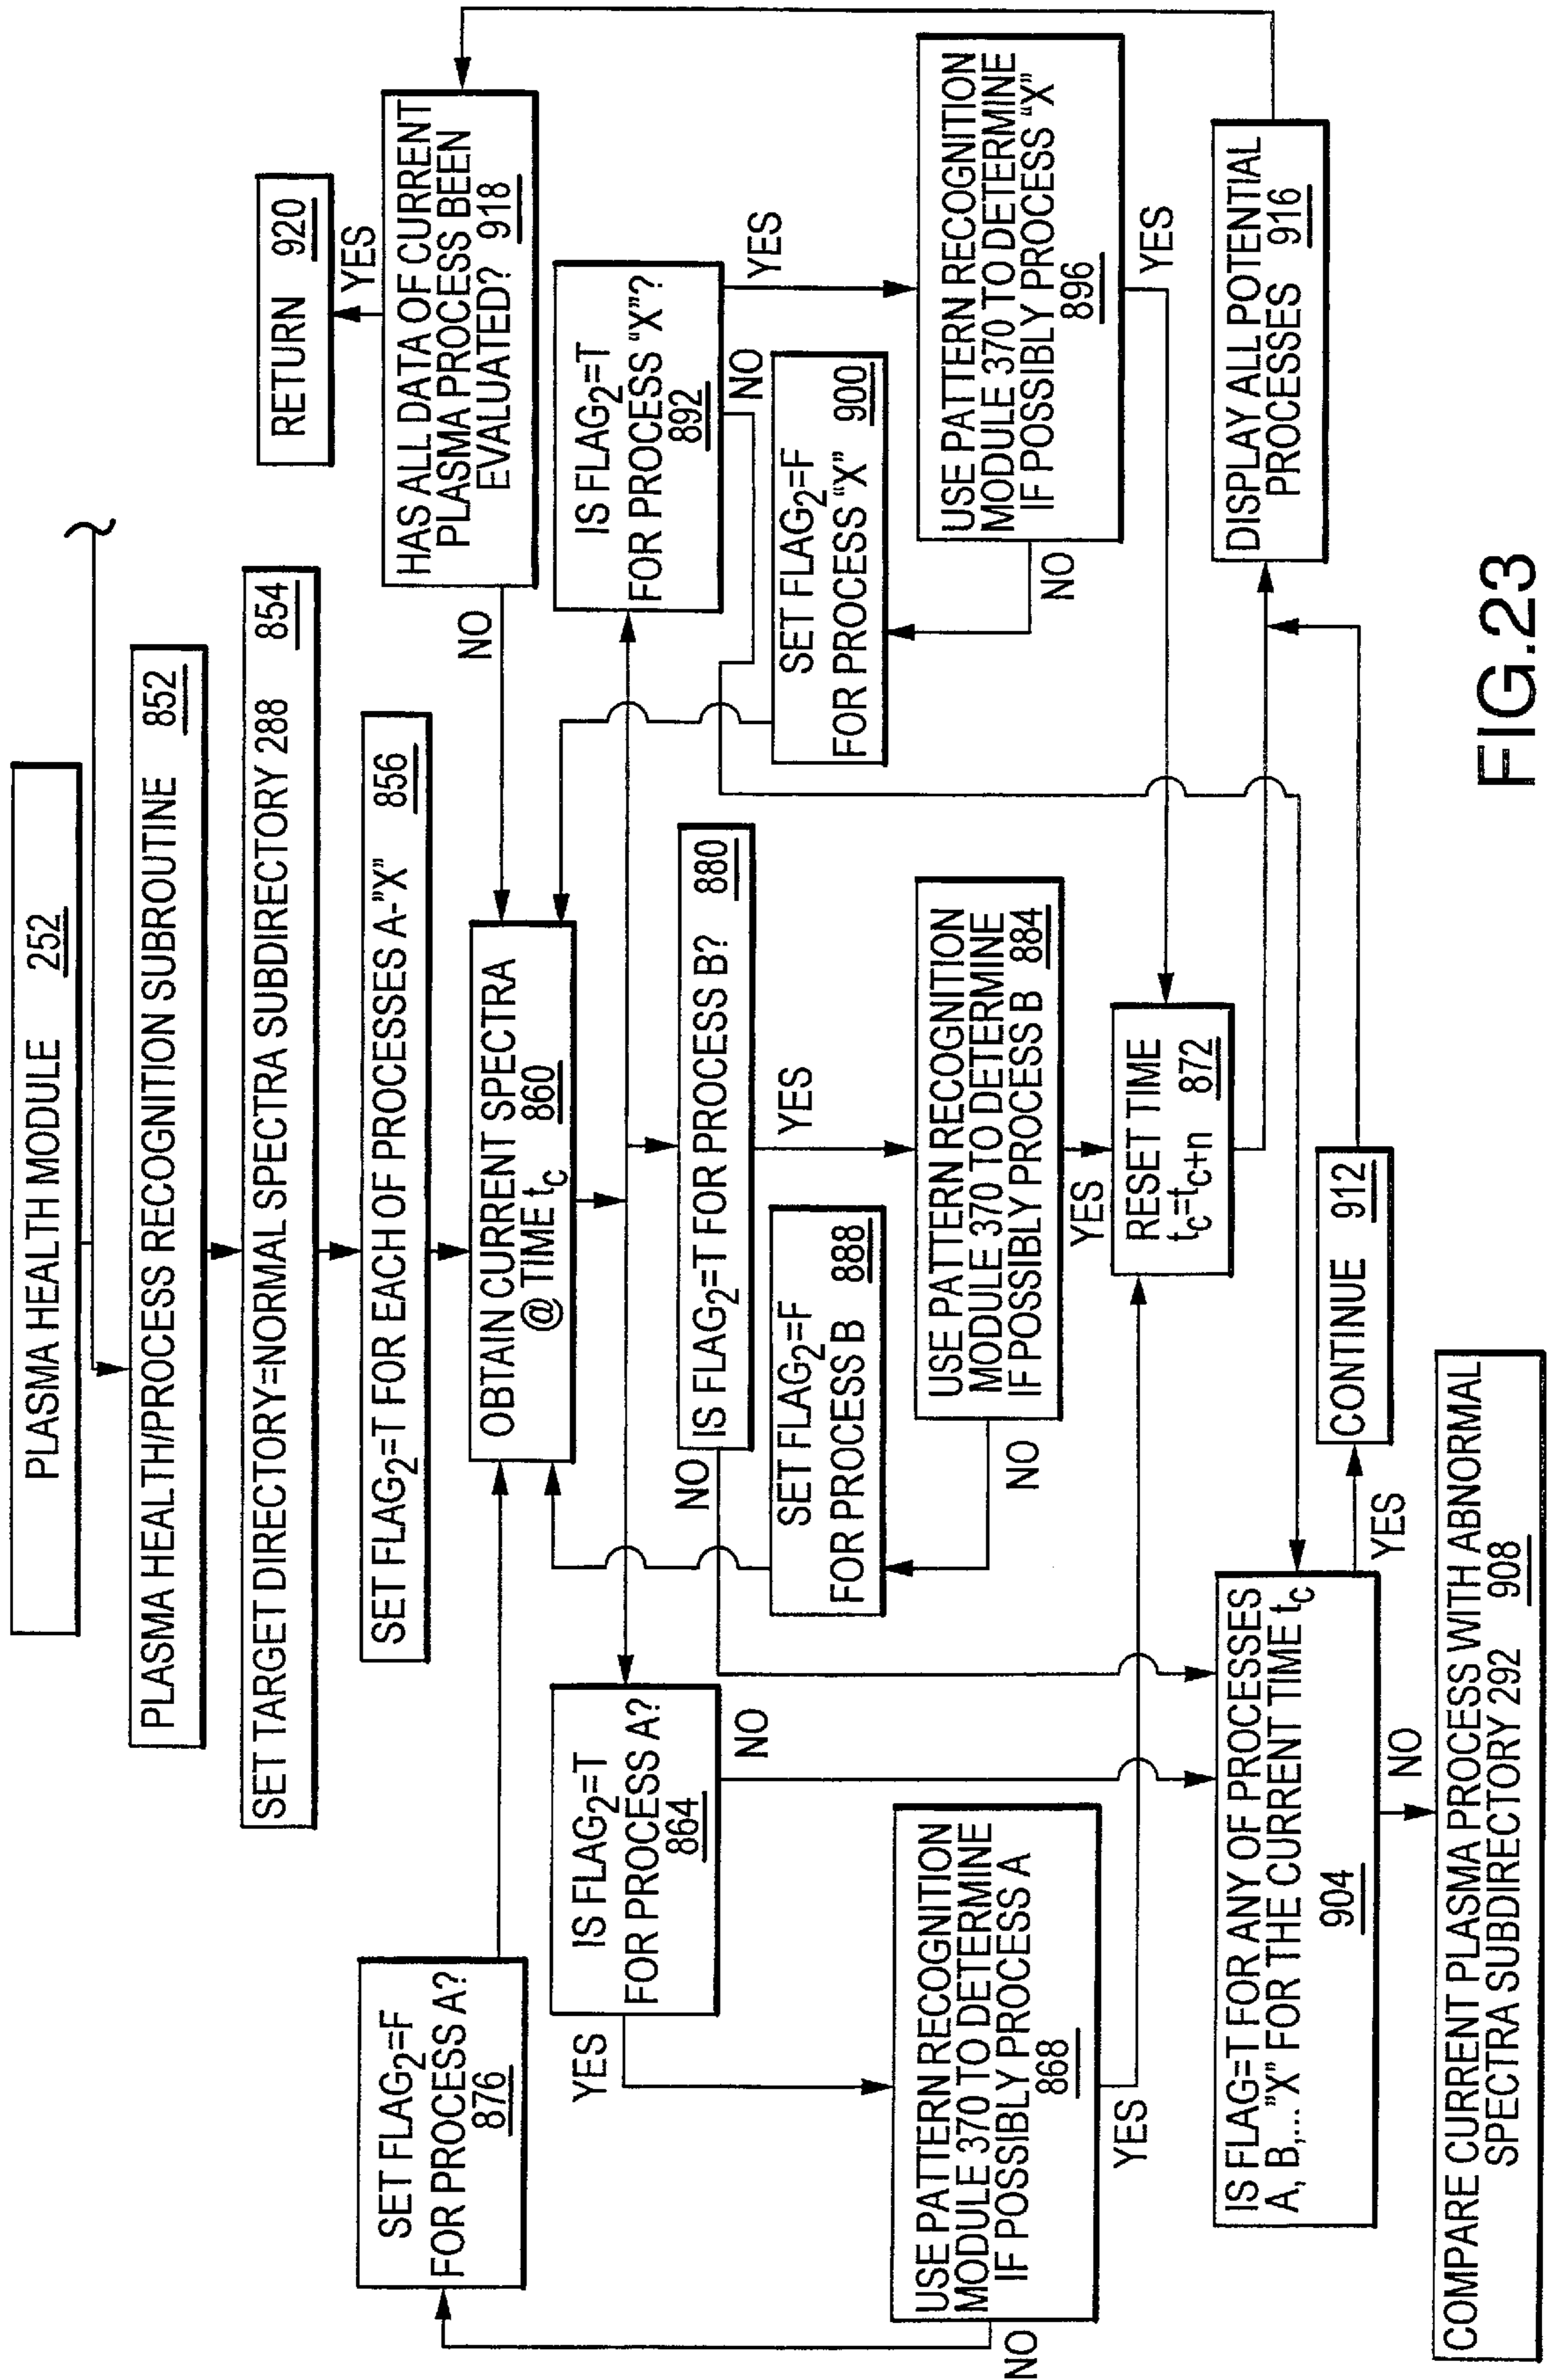 PLASMA HEALTH MODULE 252
PLASMA HEALTH/PROCESS RECOGNITION SUBROUTINE 852
SET TARGET DIRECTORY=NORMAL SPECTRA SUBDIRECTORY 288 854
SET FLAG2=T FOR EACH OF PROCESSES A-"X" 856
OBTAIN CURRENT SPECTRA
@ TIME tc 860
SET FLAG2=F
FOR PROCESS A?
876
IS FLAG2=T
FOR PROCESS A?
864
YES
NO
USE PATTERN RECOGNITION
MODULE 370 TO DETERMINE
IF POSSIBLY PROCESS A
868
NO
YES
IS FLAG2=T FOR PROCESS B? 880
NO
YES
SET FLAG2=F
FOR PROCESS B 888
USE PATTERN RECOGNITION
MODULE 370 TO DETERMINE
IF POSSIBLY PROCESS B 884
NO
YES
RESET TIME
tc=tc+n 872
RETURN 920
YES
HAS ALL DATA OF CURRENT
PLASMA PROCESS BEEN
EVALUATED? 918
NO
IS FLAG2=T
FOR PROCESS "X"?
892
NO
YES
SET FLAG2=F
FOR PROCESS "X" 900
USE PATTERN RECOGNITION
MODULE 370 TO DETERMINE
IF POSSIBLY PROCESS "X"
896
NO
YES
DISPLAY ALL POTENTIAL
PROCESSES 916
IS FLAG=T FOR ANY OF PROCESSES
A, B,..."X" FOR THE CURRENT TIME tc
904
YES
CONTINUE 912
NO
COMPARE CURRENT PLASMA PROCESS WITH ABNORMAL
SPECTRA SUBDIRECTORY 292 908
FIG.23